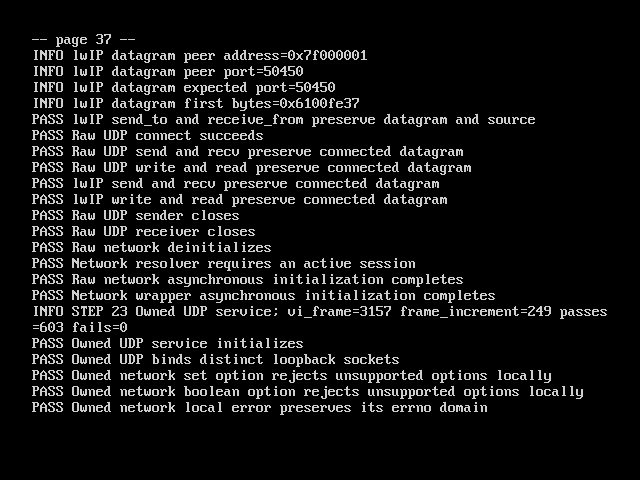 -- page 37 --
INFO lwIP datagram peer address=0x7f000001
INFO lwIP datagram peer port=50450
INFO lwIP datagram expected port=50450
INFO lwIP datagram first bytes=0x6100fe37
PASS lwIP send_to and receive_from preserve datagram and source
PASS Raw UDP connect succeeds
PASS Raw UDP send and recv preserve connected datagram
PASS Raw UDP write and read preserve connected datagram
PASS lwIP send and recv preserve connected datagram
PASS lwIP write and read preserve connected datagram
PASS Raw UDP sender closes
PASS Raw UDP receiver closes
PASS Raw network deinitializes
PASS Network resolver requires an active session
PASS Raw network asynchronous initialization completes
PASS Network wrapper asynchronous initialization completes
INFO STEP 23 Owned UDP service; vi_frame=3157 frame_increment=249 passes
=603 fails=0
PASS Owned UDP service initializes
PASS Owned UDP binds distinct loopback sockets
PASS Owned network set option rejects unsupported options locally
PASS Owned network boolean option rejects unsupported options locally
PASS Owned network local error preserves its errno domain